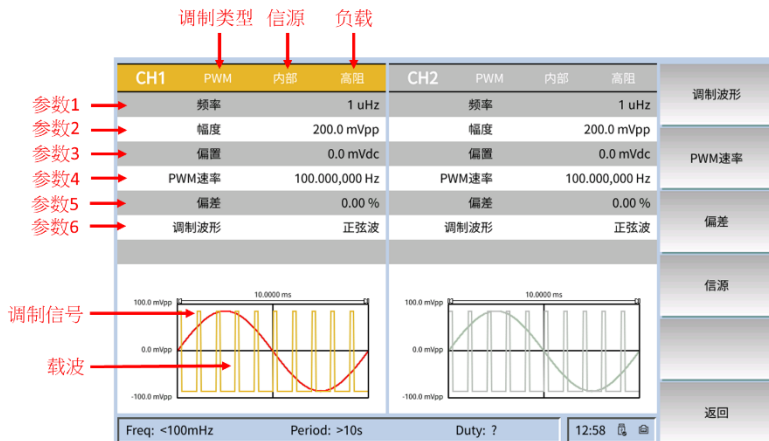 调制类型 信源 负载
CH1 PWM 内部 高阻 CH2 PWM 内部 高阻 调制波形
参数1 频率 1 uHz 频率 1 uHz
参数2 幅度 200.0 mVpp 幅度 200.0 mVpp
参数3 偏置 0.0 mVdc 偏置 0.0 mVdc PWM速率
参数4 PWM速率 100.000,000 Hz PWM速率 100.000,000 Hz
参数5 偏差 0.00 % 偏差 0.00 % 偏差
参数6 调制波形 正弦波 调制波形 正弦波
信源
10.0000 ms 10.0000 ms
100.0 mVpp 100.0 mVpp
调制信号
0.0 mVpp 0.0 mVpp
载波
-100.0 mVpp -100.0 mVpp
返回
Freq: <100mHz Period: >10s Duty: ? 12:58